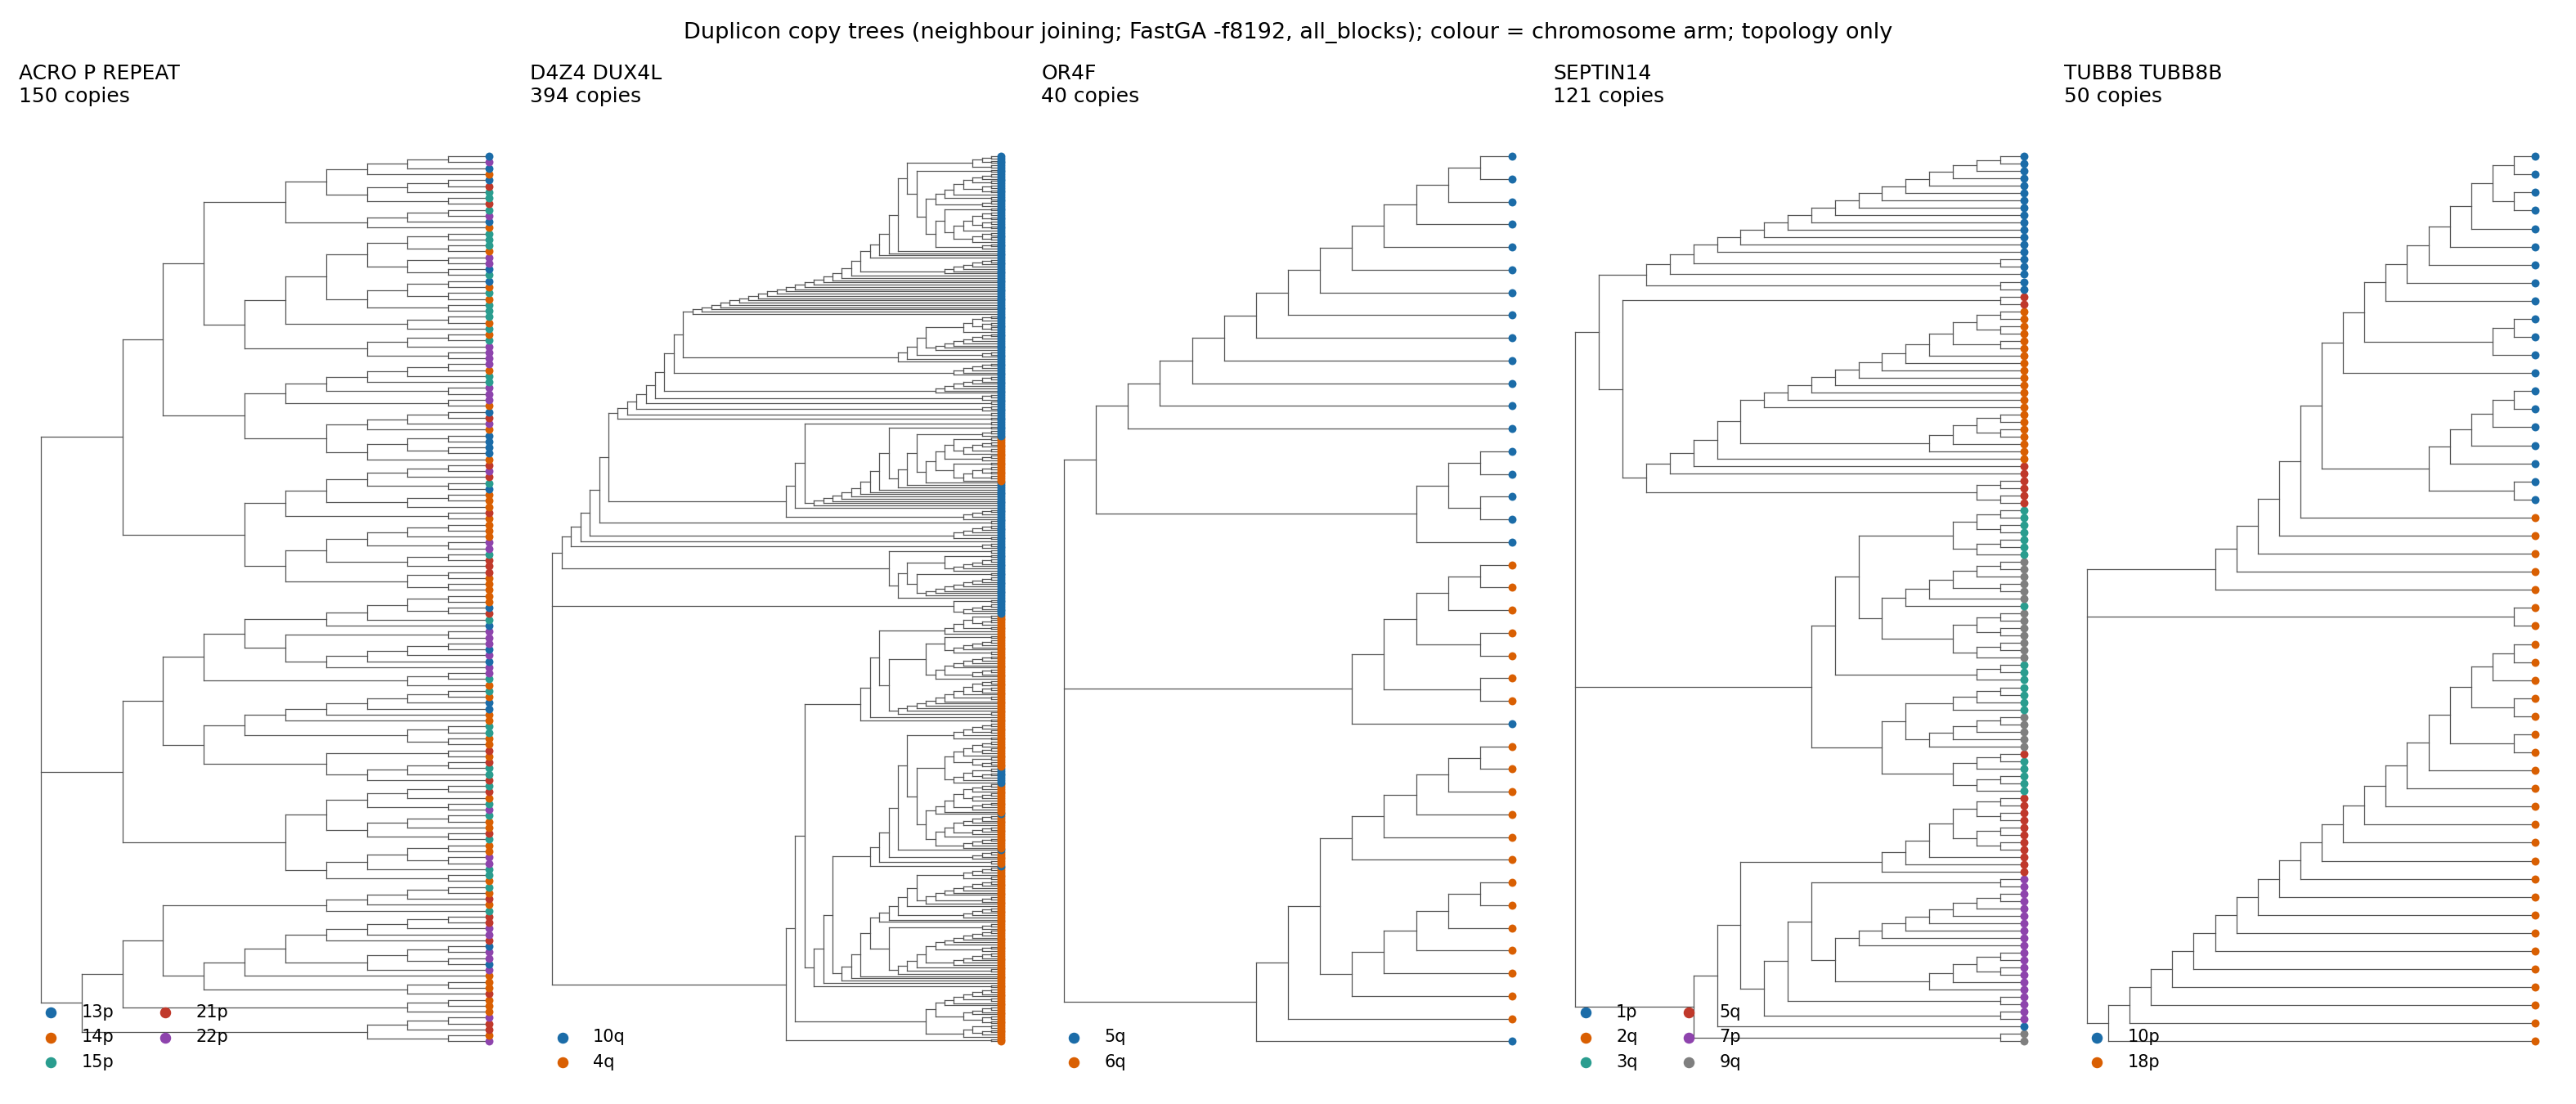 Duplicon copy trees (neighbour joining; FastGA -f8192, all_blocks); colour = chromosome arm; topology only
ACRO P REPEAT
150 copies
13p
14p
15p
21p
22p
D4Z4 DUX4L
394 copies
10q
4q
OR4F
40 copies
5q
6q
SEPTIN14
121 copies
1p
2q
3q
5q
7p
9q
TUBB8 TUBB8B
50 copies
10p
18p